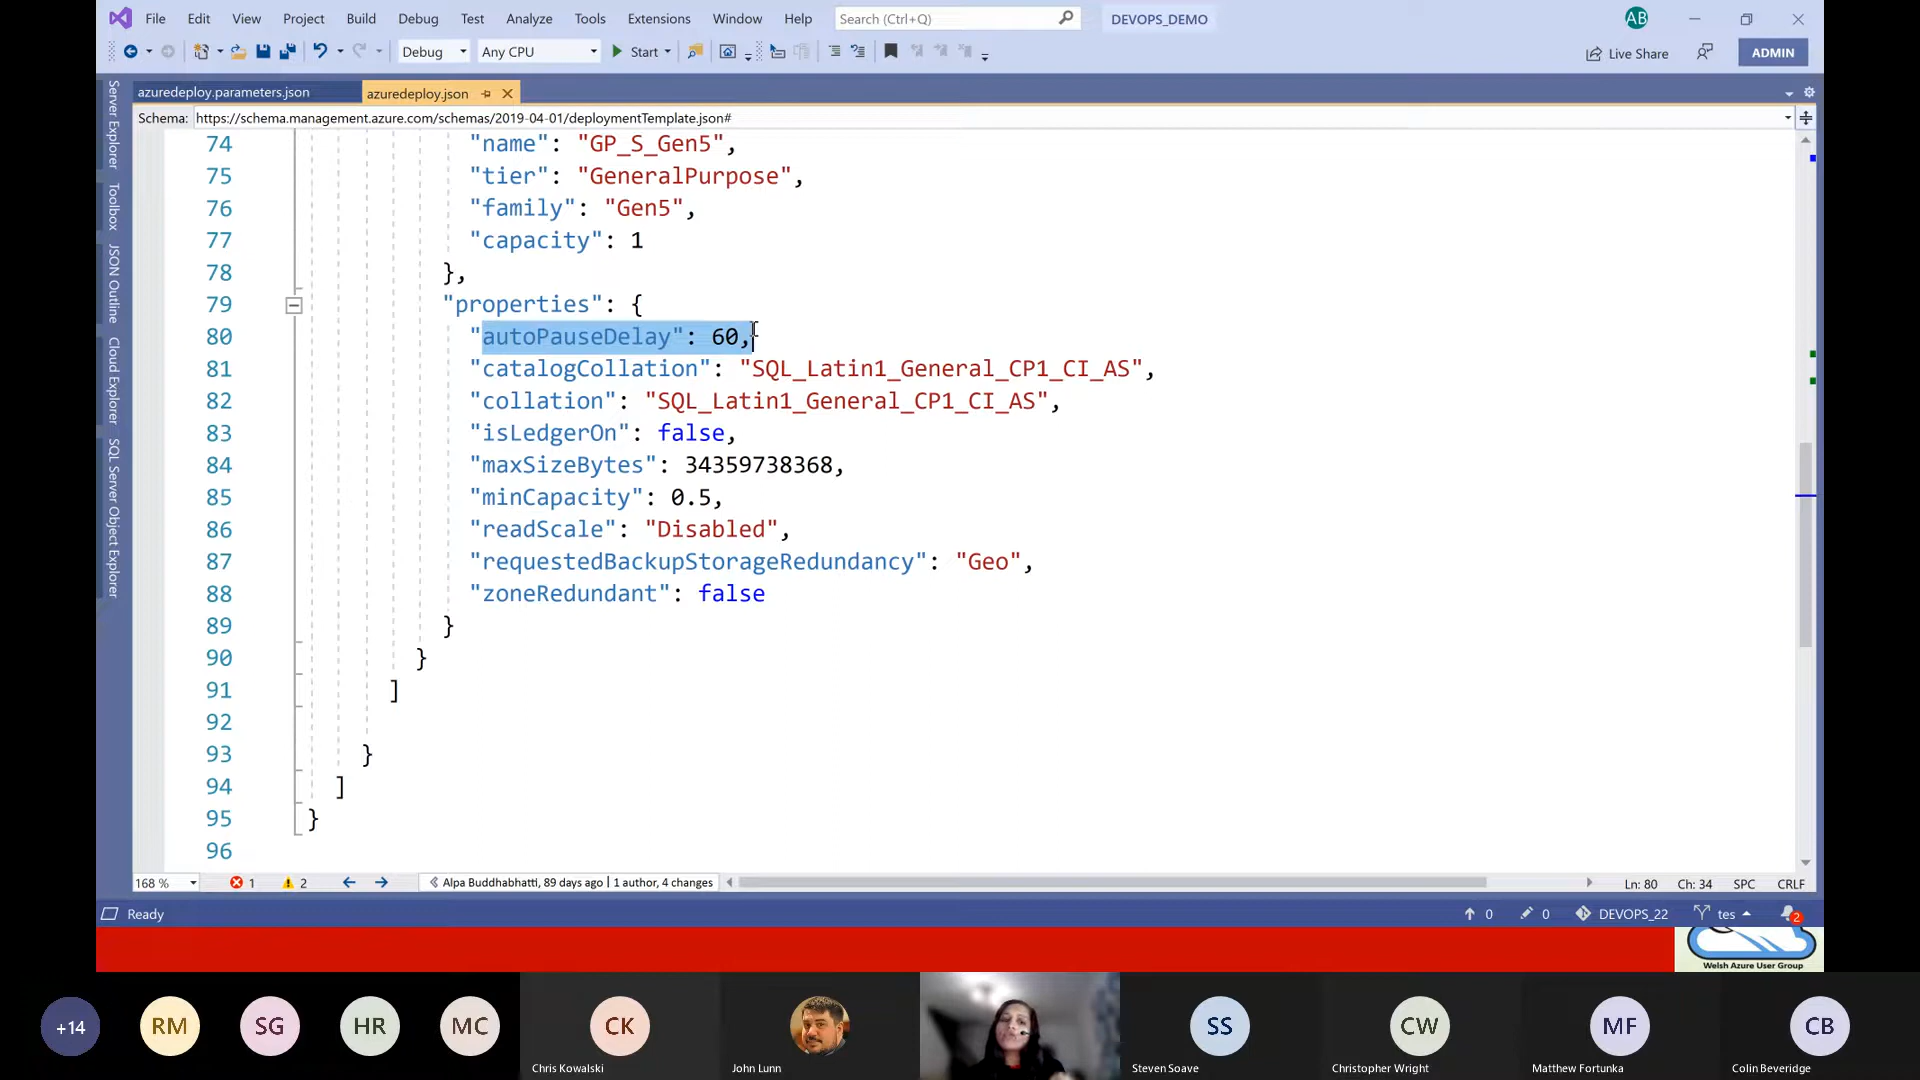 File Edit View Project Build Debug Test Analyze Tools Extensions Window Help Search (Ctrl+Q) DEVOPS_DEMO AB
Debug Any CPU Start Live Share ADMIN
azuredeploy.parameters.json azuredeploy.json
Schema: https://schema.management.azure.com/schemas/2019-04-01/deploymentTemplate.json#
Server Explorer
Toolbox
JSON Outline
Cloud Explorer
SQL Server Object Explorer
74 "name": "GP_S_Gen5",
75 "tier": "GeneralPurpose",
76 "family": "Gen5",
77 "capacity": 1
78 },
79 "properties": {
80 "autoPauseDelay": 60,
81 "catalogCollation": "SQL_Latin1_General_CP1_CI_AS",
82 "collation": "SQL_Latin1_General_CP1_CI_AS",
83 "isLedgerOn": false,
84 "maxSizeBytes": 34359738368,
85 "minCapacity": 0.5,
86 "readScale": "Disabled",
87 "requestedBackupStorageRedundancy": "Geo",
88 "zoneRedundant": false
89 }
90 }
91 ]
92
93 }
94 ]
95 }
96
168 % 1 2 Alpa Buddhabhatti, 89 days ago | 1 author, 4 changes Ln: 80 Ch: 34 SPC CRLF
Ready 0 0 DEVOPS_22 tes 2
Welsh Azure User Group
+14 RM SG HR MC CK SS CW MF CB
Chris Kowalski John Lunn Steven Soave Christopher Wright Matthew Fortunka Colin Beveridge